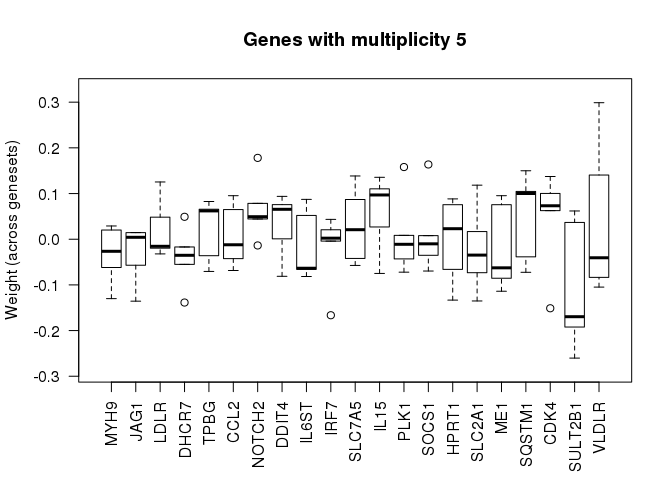 Genes with multiplicity 5
Weight (across genesets)
0.3
0.2
0.1
0.0
-0.1
-0.2
-0.3
MYH9
JAG1
LDLR
DHCR7
TPBG
CCL2
NOTCH2
DDIT4
IL6ST
IRF7
SLC7A5
IL15
PLK1
SOCS1
HPRT1
SLC2A1
ME1
SQSTM1
CDK4
SULT2B1
VLDLR